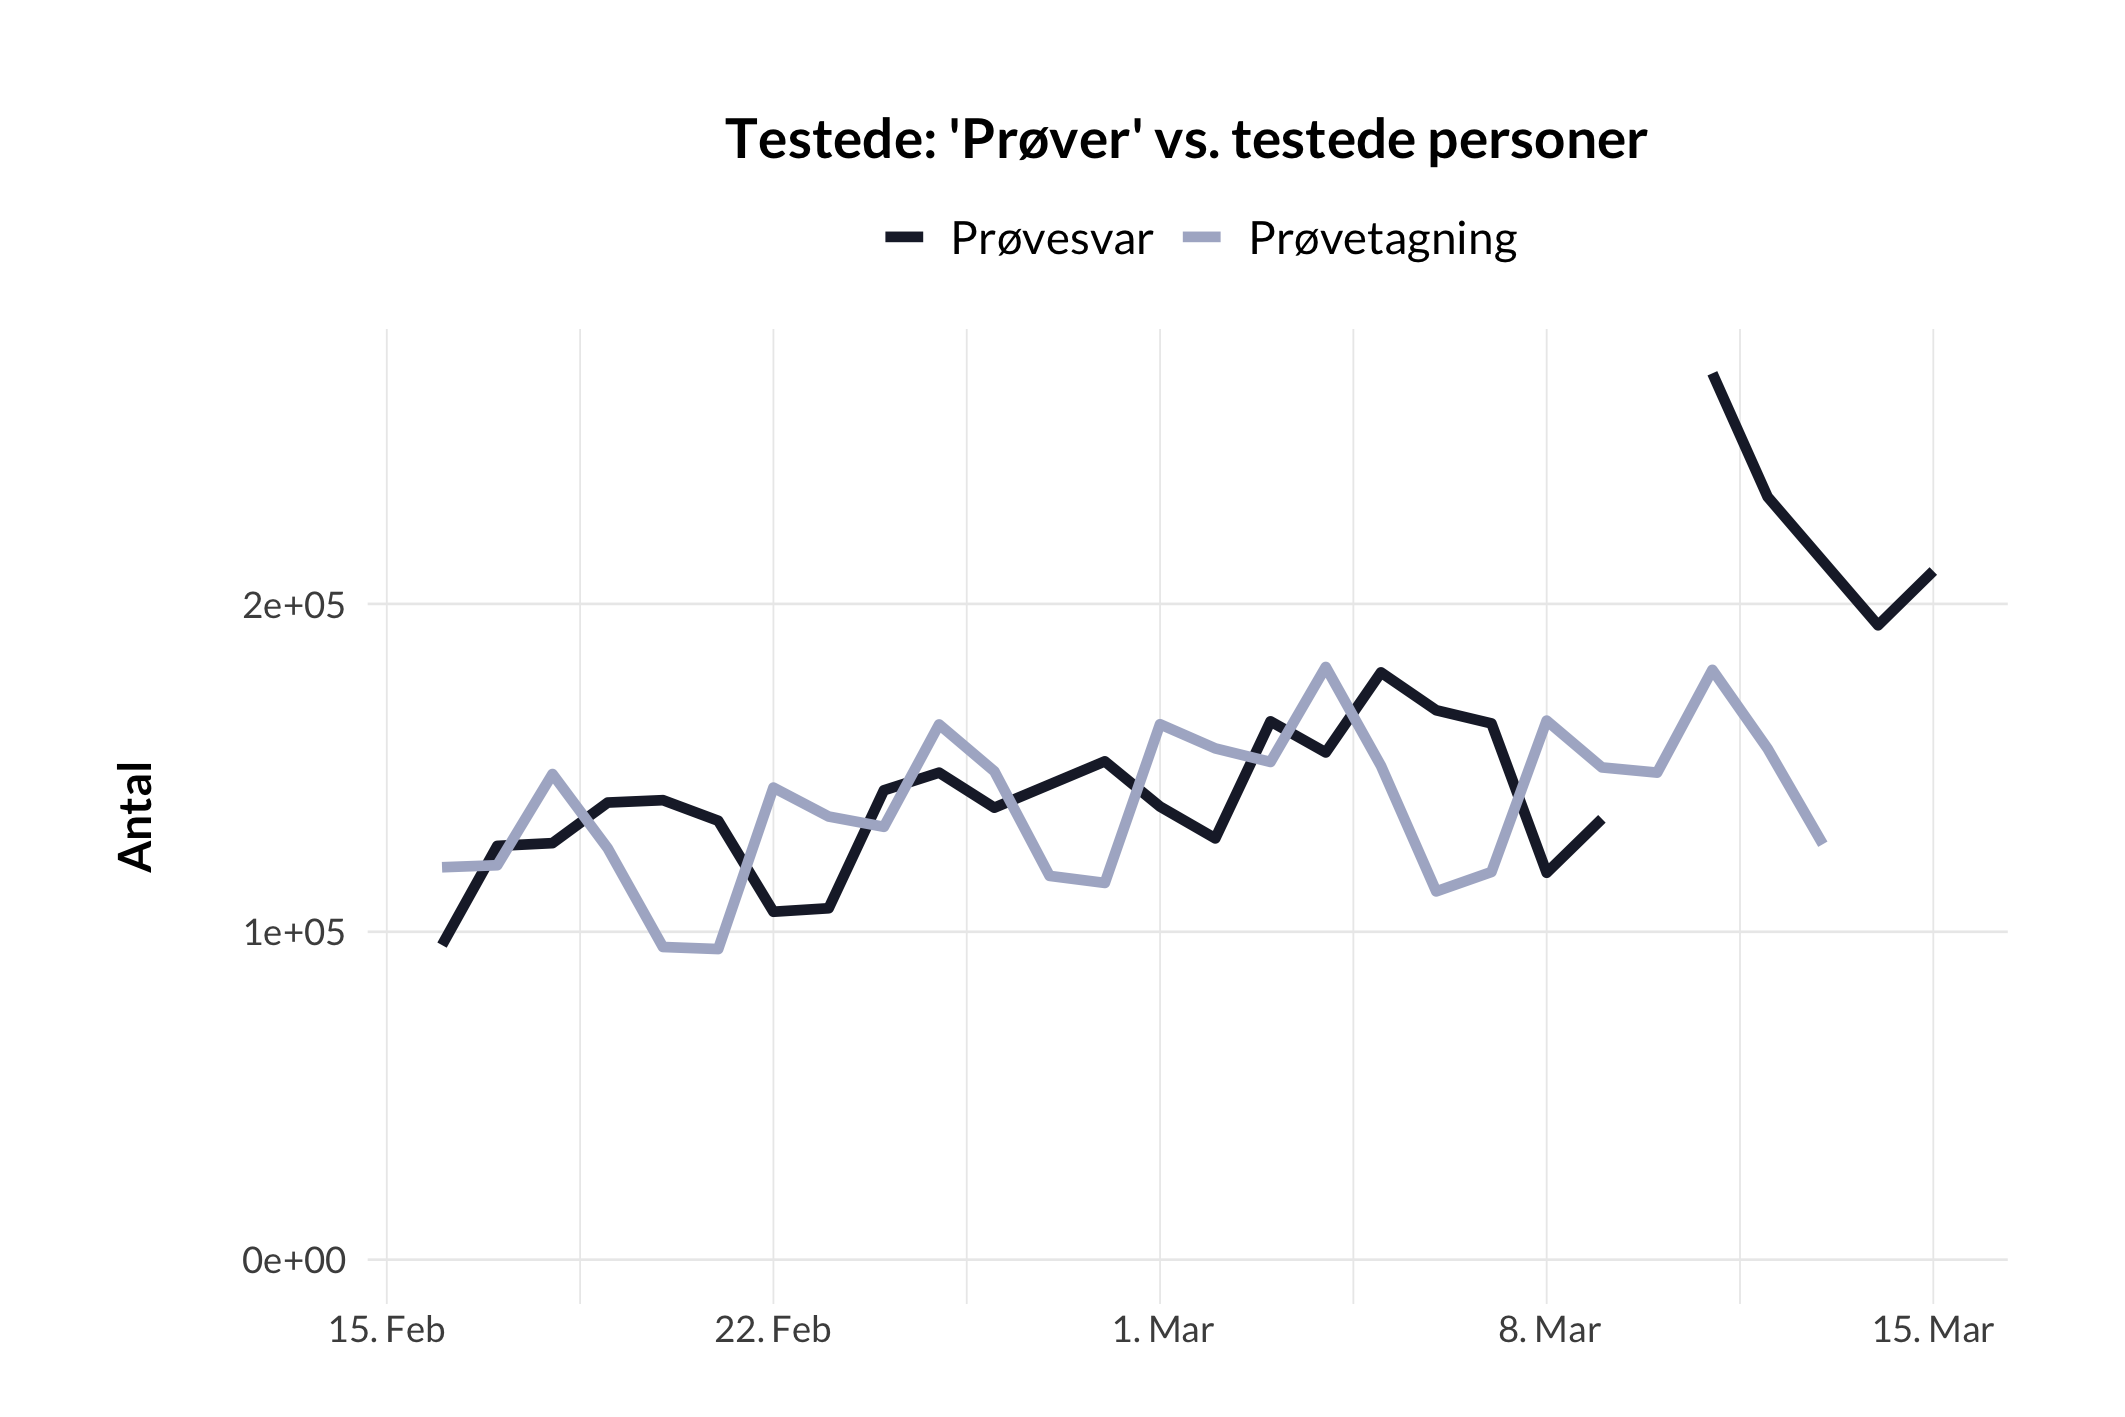 Testede: 'Prøver' vs. testede personer
Prøvesvar Prøvetagning
Antal
2e+05
1e+05
0e+00
15. Feb 22. Feb 1. Mar 8. Mar 15. Mar